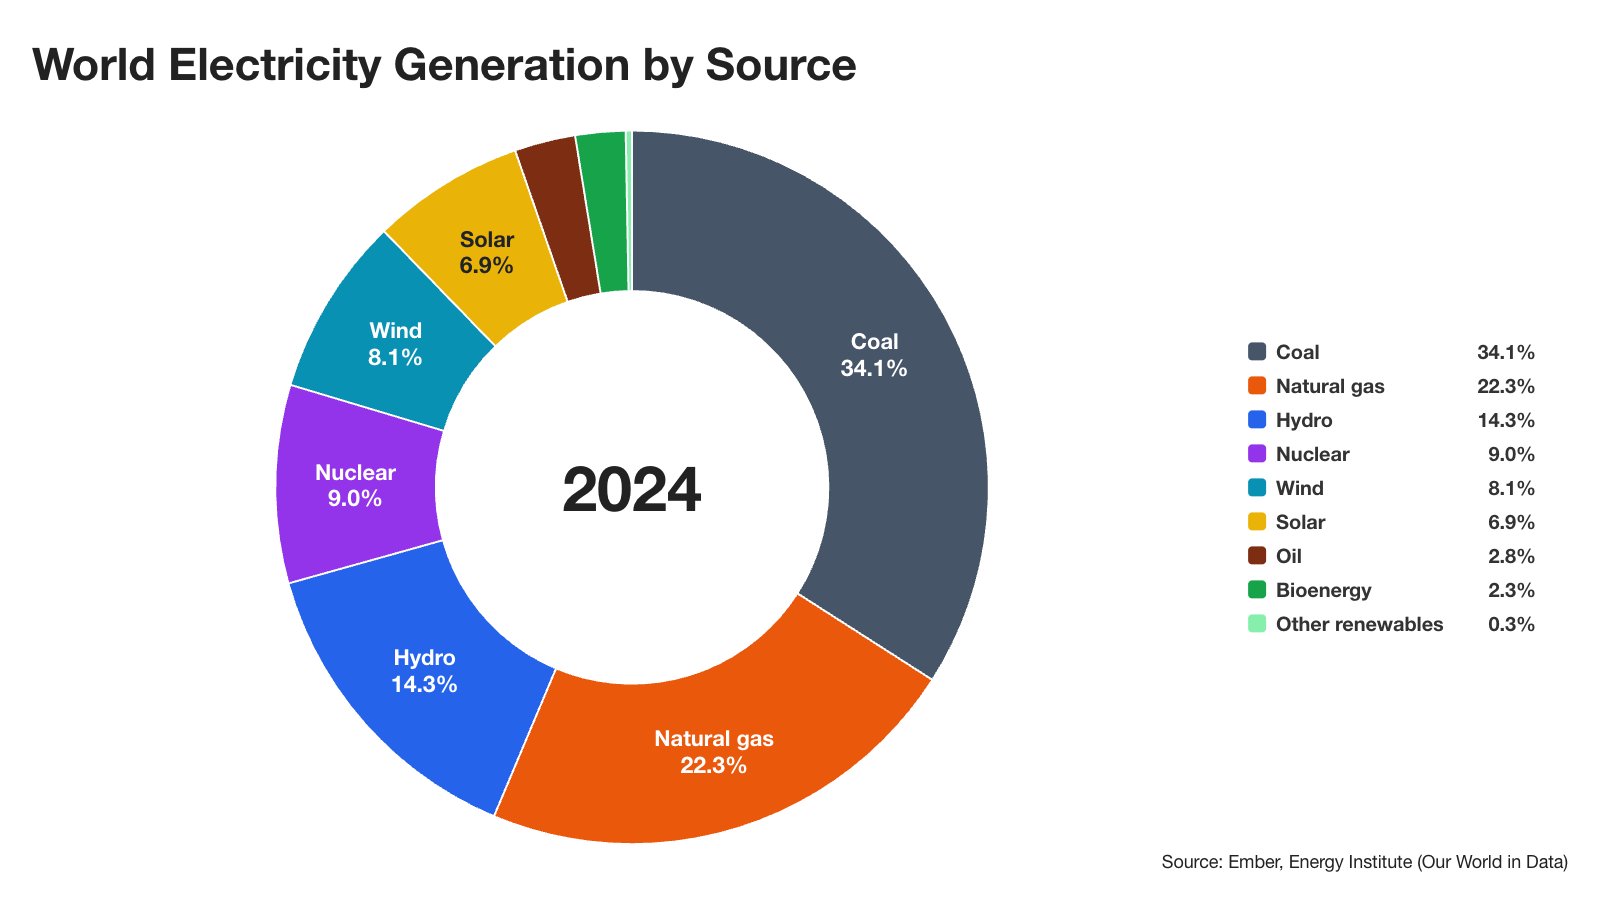 World Electricity Generation by Source
Solar
6.9%
Wind
8.1%
Coal
34.1%
Nuclear
9.0%
2024
Hydro
14.3%
Natural gas
22.3%
Coal 34.1%
Natural gas 22.3%
Hydro 14.3%
Nuclear 9.0%
Wind 8.1%
Solar 6.9%
Oil 2.8%
Bioenergy 2.3%
Other renewables 0.3%
Source: Ember, Energy Institute (Our World in Data)